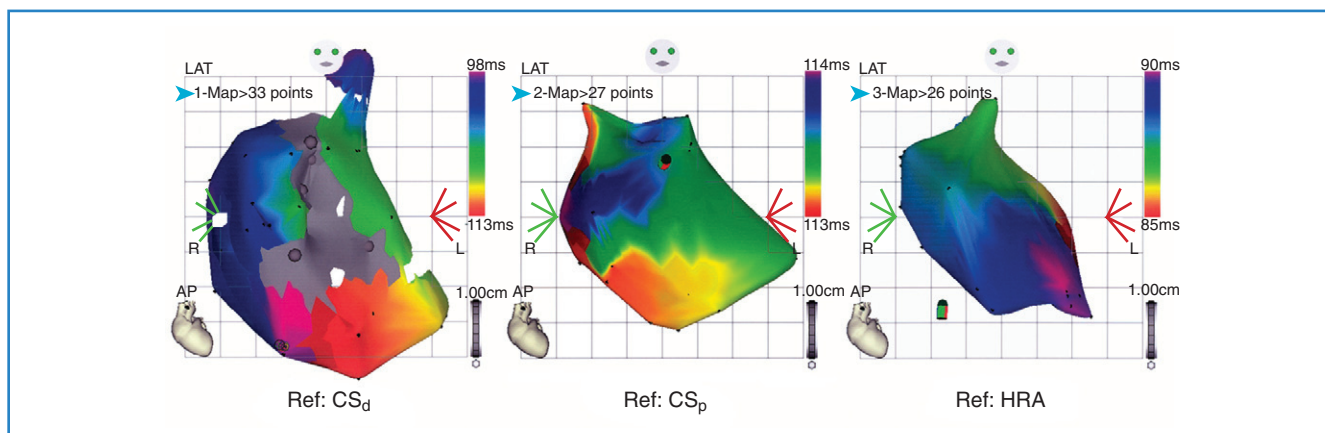 LAT
1-Map>33 points
98ms
-113ms
R
L
AP
1.00cm
Ref: CSd
LAT
2-Map>27 points
114ms
113ms
R
L
AP
1.00cm
Ref: CSp
LAT
3-Map>26 points
90ms
85ms
R
L
AP
1.00cm
Ref: HRA